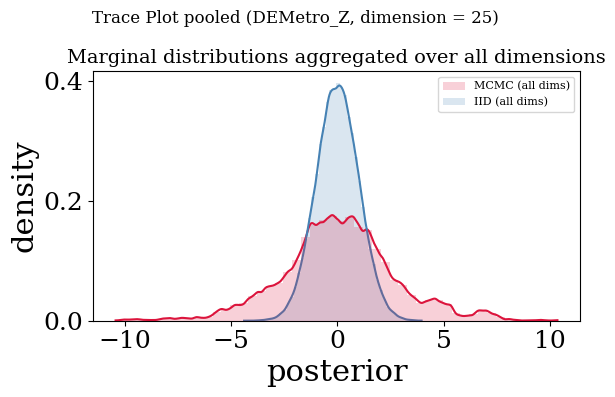 Trace Plot pooled (DEMetro_Z, dimension = 25)
Marginal distributions aggregated over all dimensions
MCMC (all dims)
IID (all dims)
density
0.4
0.2
0.0
−10
−5
0
5
10
posterior